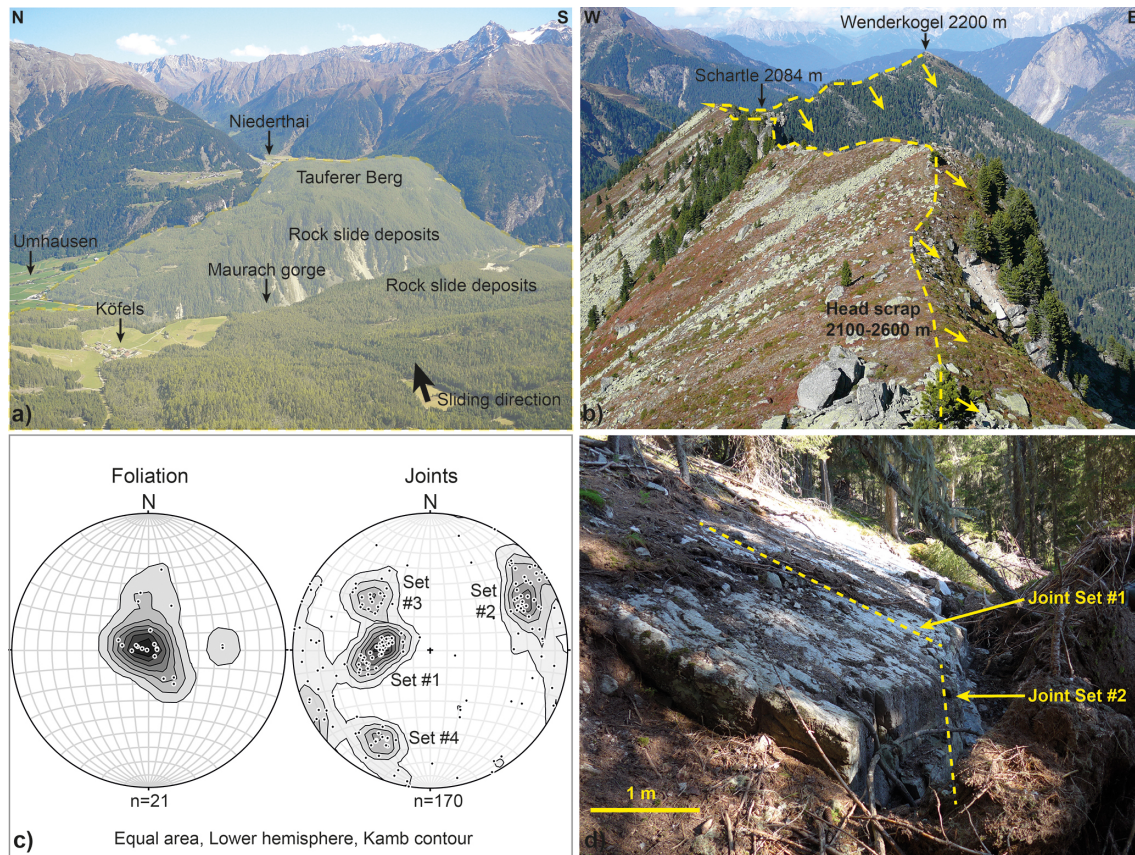 N
S
Niederthai
Tauferer Berg
Umhausen
Rock slide deposits
Maurach gorge
Rock slide deposits
Köfels
Sliding direction
a)
W
E
Wenderkogel 2200 m
Schartle 2084 m
Head scrap
2100-2600 m
b)
Foliation
N
n=21
Joints
N
Set
#3
Set
#2
Set #1
Set #4
n=170
c)
Equal area, Lower hemisphere, Kamb contour
Joint Set #1
Joint Set #2
1 m
d)